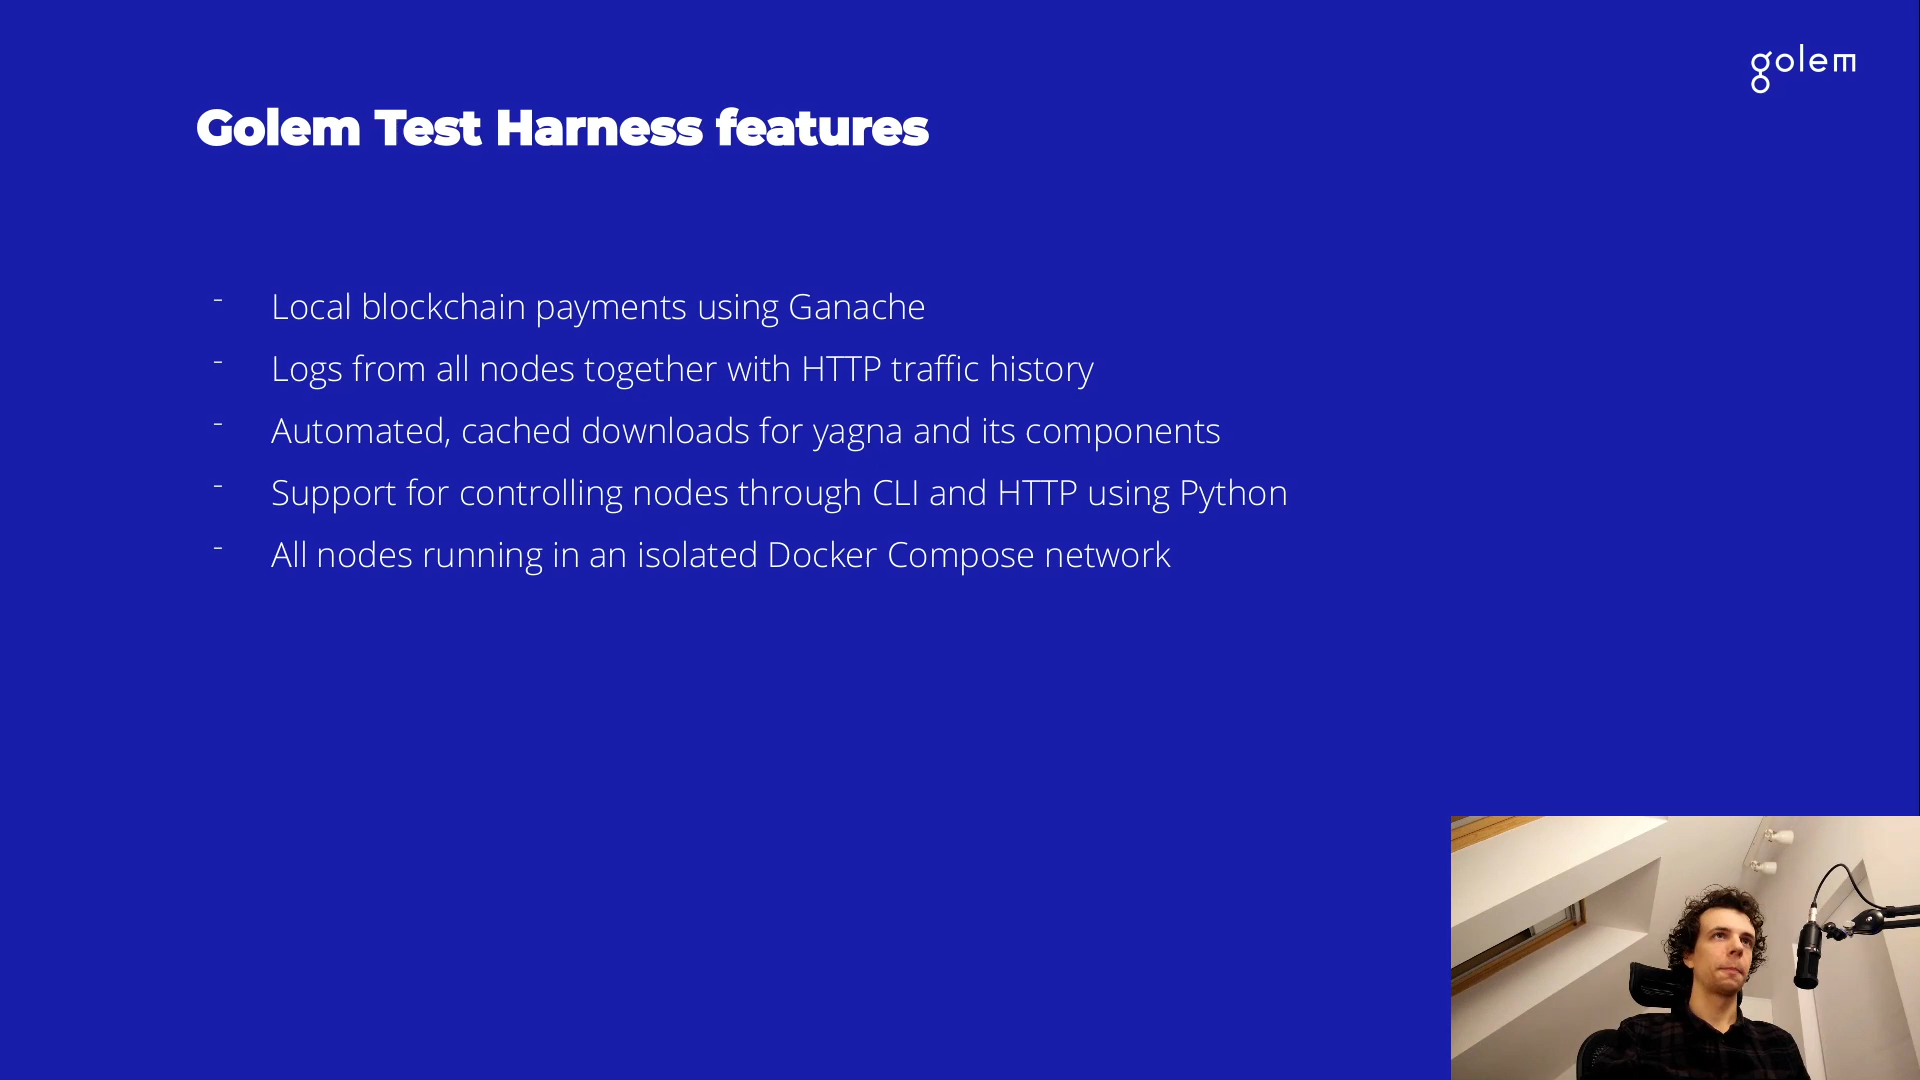 golem
Golem Test Harness features
- Local blockchain payments using Ganache
- Logs from all nodes together with HTTP traffic history
- Automated, cached downloads for yagna and its components
- Support for controlling nodes through CLI and HTTP using Python
- All nodes running in an isolated Docker Compose network